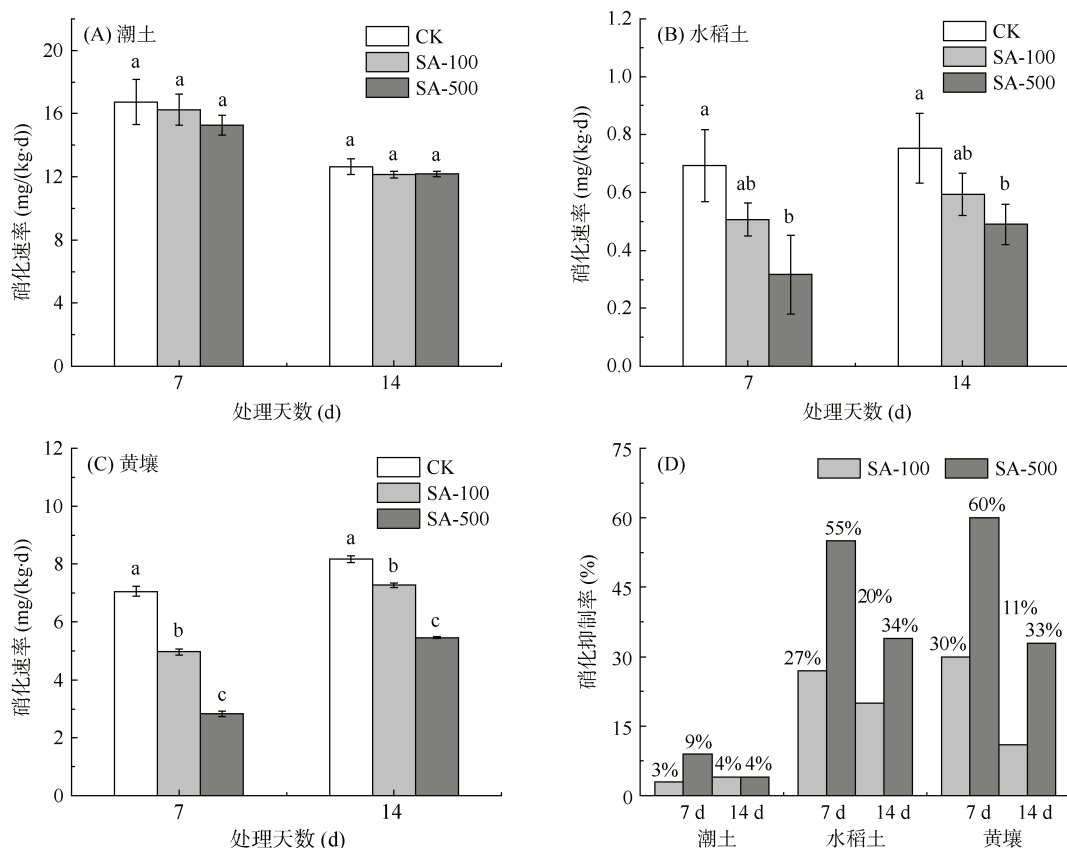 (A) 潮土
CK
SA-100
SA-500
20
16
12
8
4
0
硝化速率 (mg/(kg·d))
a
a
a
a
a
a
7
14
处理天数 (d)
(B) 水稻土
CK
SA-100
SA-500
1.2
1.0
0.8
0.6
0.4
0.2
0.0
硝化速率 (mg/(kg·d))
a
ab
b
a
ab
b
7
14
处理天数 (d)
(C) 黄壤
CK
SA-100
SA-500
12
10
8
6
4
2
0
硝化速率 (mg/(kg·d))
a
b
c
a
b
c
7
14
处理天数 (d)
(D)
SA-100
SA-500
75
60
45
30
15
0
硝化抑制率 (%)
3%
9%
4%
4%
27%
55%
20%
34%
30%
60%
11%
33%
7 d
14 d
7 d
14 d
7 d
14 d
潮土
水稻土
黄壤